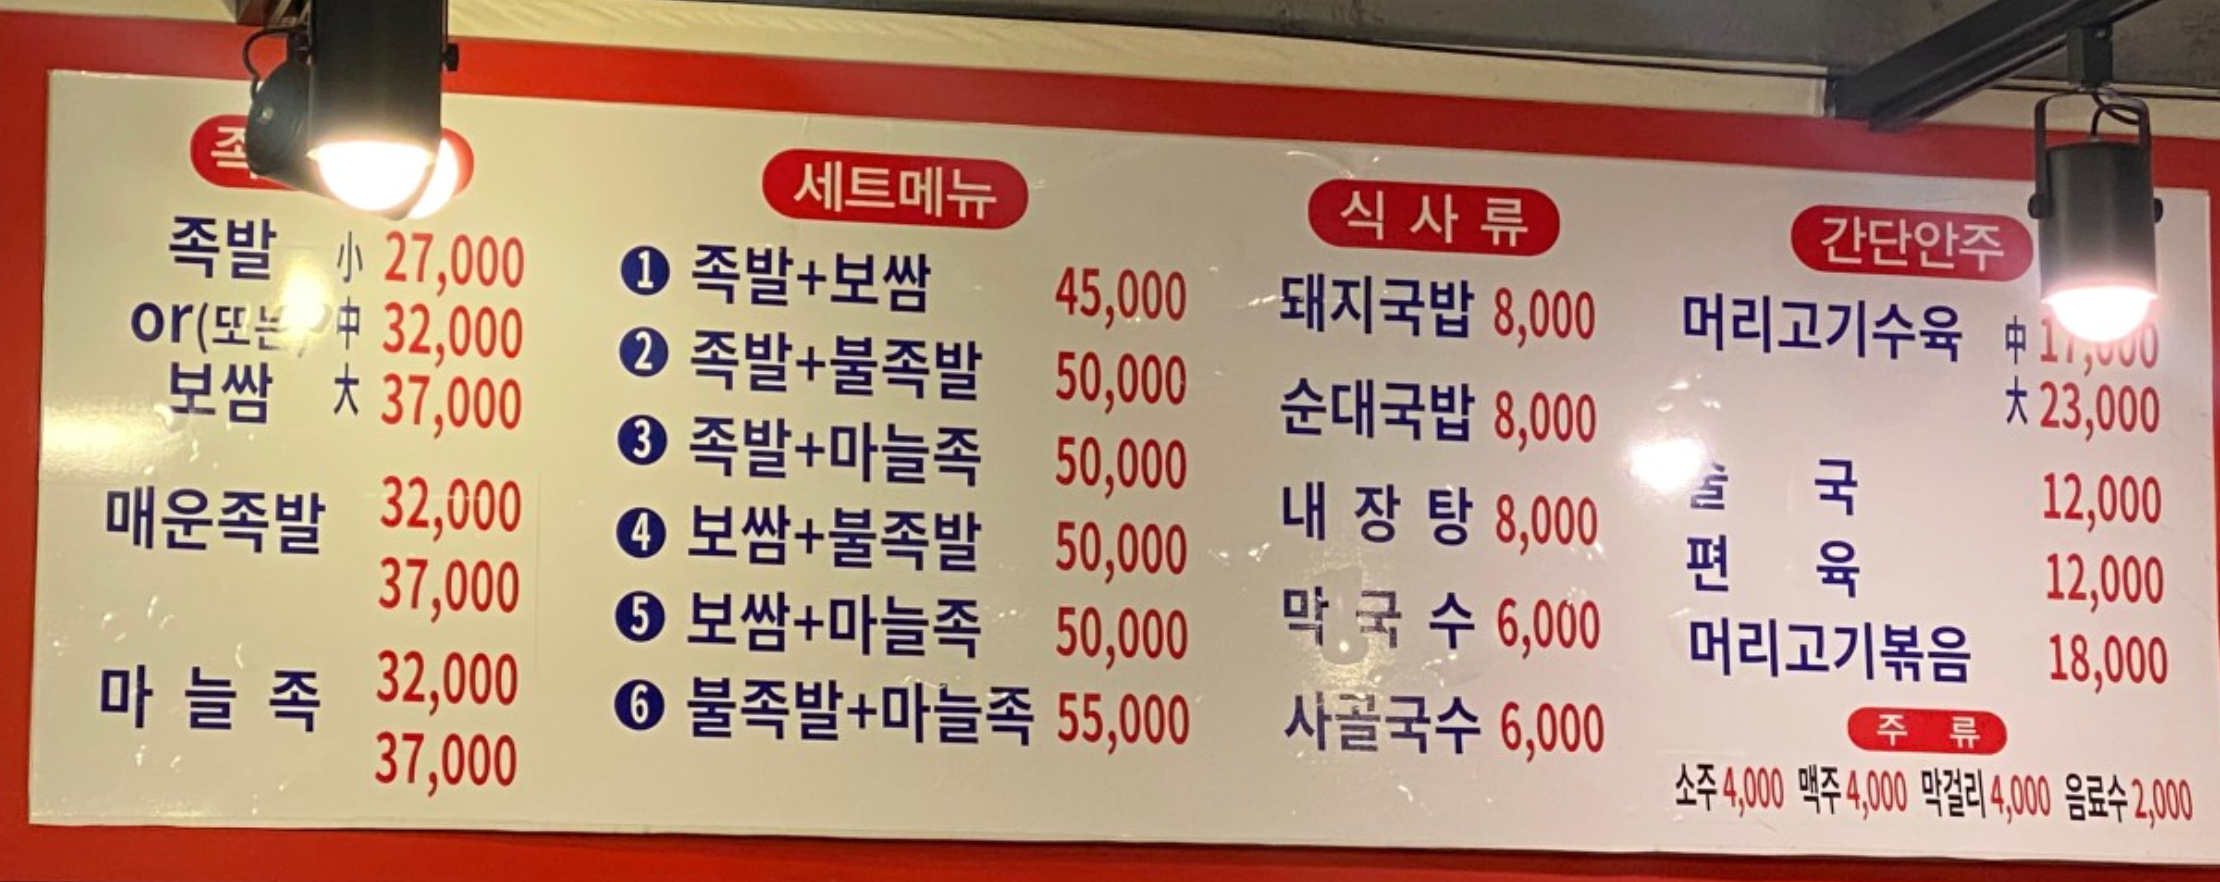 족발 小 27,000
or(또는) 中 32,000
보쌈 大 37,000
매운족발 32,000
37,000
마늘족 32,000
37,000
세트메뉴
❶ 족발+보쌈 45,000
❷ 족발+불족발 50,000
❸ 족발+마늘족 50,000
❹ 보쌈+불족발 50,000
❺ 보쌈+마늘족 50,000
❻ 불족발+마늘족 55,000
식사류
돼지국밥 8,000
순대국밥 8,000
내장탕 8,000
막국수 6,000
사골국수 6,000
간단안주
머리고기수육 中 17,000
大 23,000
술국 12,000
편육 12,000
머리고기볶음 18,000
주류
소주 4,000 맥주 4,000 막걸리 4,000 음료수 2,000